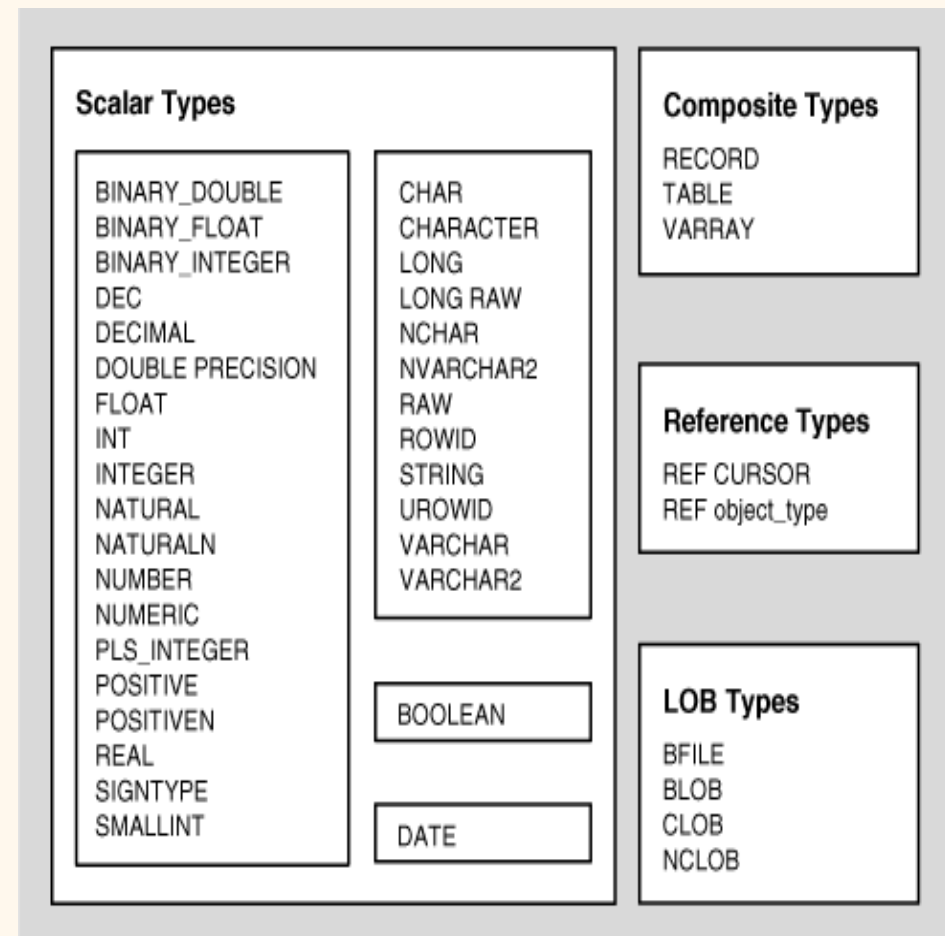 Scalar Types
BINARY_DOUBLE
BINARY_FLOAT
BINARY_INTEGER
DEC
DECIMAL
DOUBLE PRECISION
FLOAT
INT
INTEGER
NATURAL
NATURALN
NUMBER
NUMERIC
PLS_INTEGER
POSITIVE
POSITIVEN
REAL
SIGNTYPE
SMALLINT
CHAR
CHARACTER
LONG
LONG RAW
NCHAR
NVARCHAR2
RAW
ROWID
STRING
UROWID
VARCHAR
VARCHAR2
BOOLEAN
DATE
Composite Types
RECORD
TABLE
VARRAY
Reference Types
REF CURSOR
REF object_type
LOB Types
BFILE
BLOB
CLOB
NCLOB